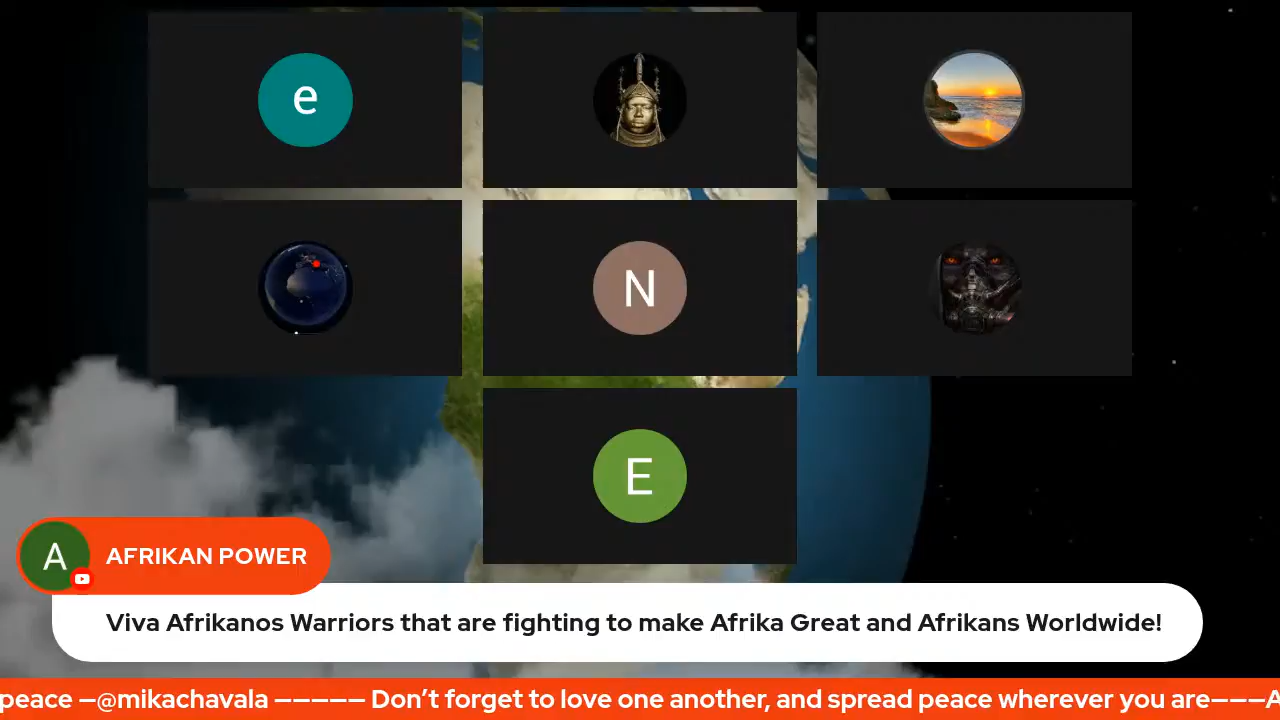 e
N
E
A
AFRIKAN POWER
Viva Afrikanos Warriors that are fighting to make Afrika Great and Afrikans Worldwide!
peace —@mikachavala ————— Don’t forget to love one another, and spread peace wherever you are———A